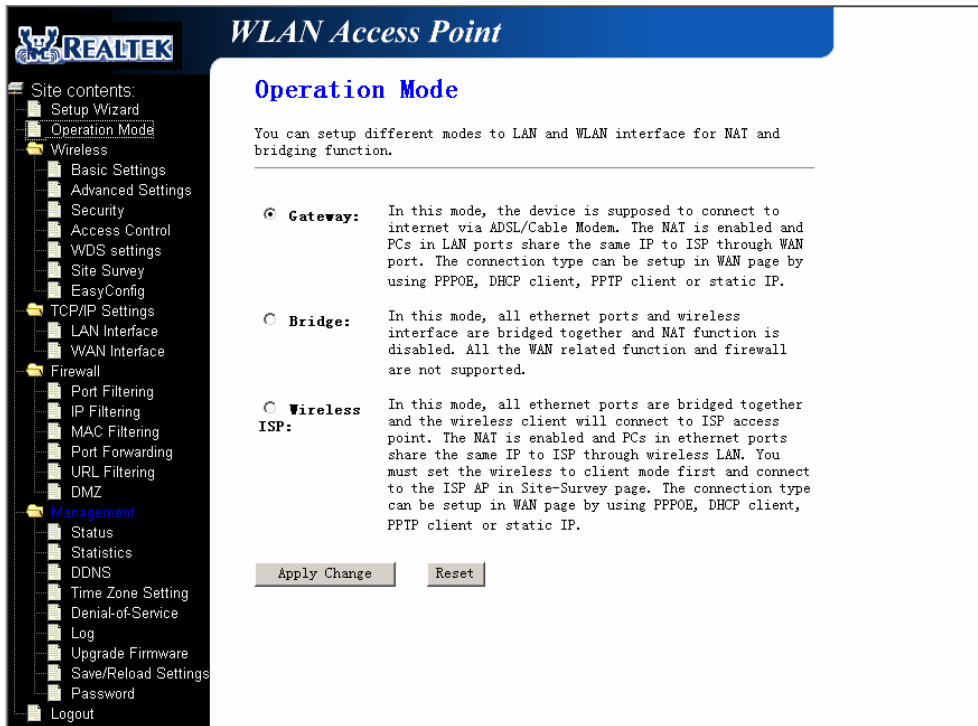 REALTEK
WLAN Access Point
Site contents:
Setup Wizard
Operation Mode
Wireless
Basic Settings
Advanced Settings
Security
Access Control
WDS settings
Site Survey
EasyConfig
TCP/IP Settings
LAN Interface
WAN Interface
Firewall
Port Filtering
IP Filtering
MAC Filtering
Port Forwarding
URL Filtering
DMZ
Management
Status
Statistics
DDNS
Time Zone Setting
Denial-of-Service
Log
Upgrade Firmware
Save/Reload Settings
Password
Logout
Operation Mode
You can setup different modes to LAN and WLAN interface for NAT and
bridging function.
Gateway:
In this mode, the device is supposed to connect to
internet via ADSL/Cable Modem. The NAT is enabled and
PCs in LAN ports share the same IP to ISP through WAN
port. The connection type can be setup in WAN page by
using PPPOE, DHCP client, PPTP client or static IP.
Bridge:
In this mode, all ethernet ports and wireless
interface are bridged together and NAT function is
disabled. All the WAN related function and firewall
are not supported.
Wireless
ISP:
In this mode, all ethernet ports are bridged together
and the wireless client will connect to ISP access
point. The NAT is enabled and PCs in ethernet ports
share the same IP to ISP through wireless LAN. You
must set the wireless to client mode first and connect
to the ISP AP in Site-Survey page. The connection type
can be setup in WAN page by using PPPOE, DHCP client,
PPTP client or static IP.
Apply Change
Reset